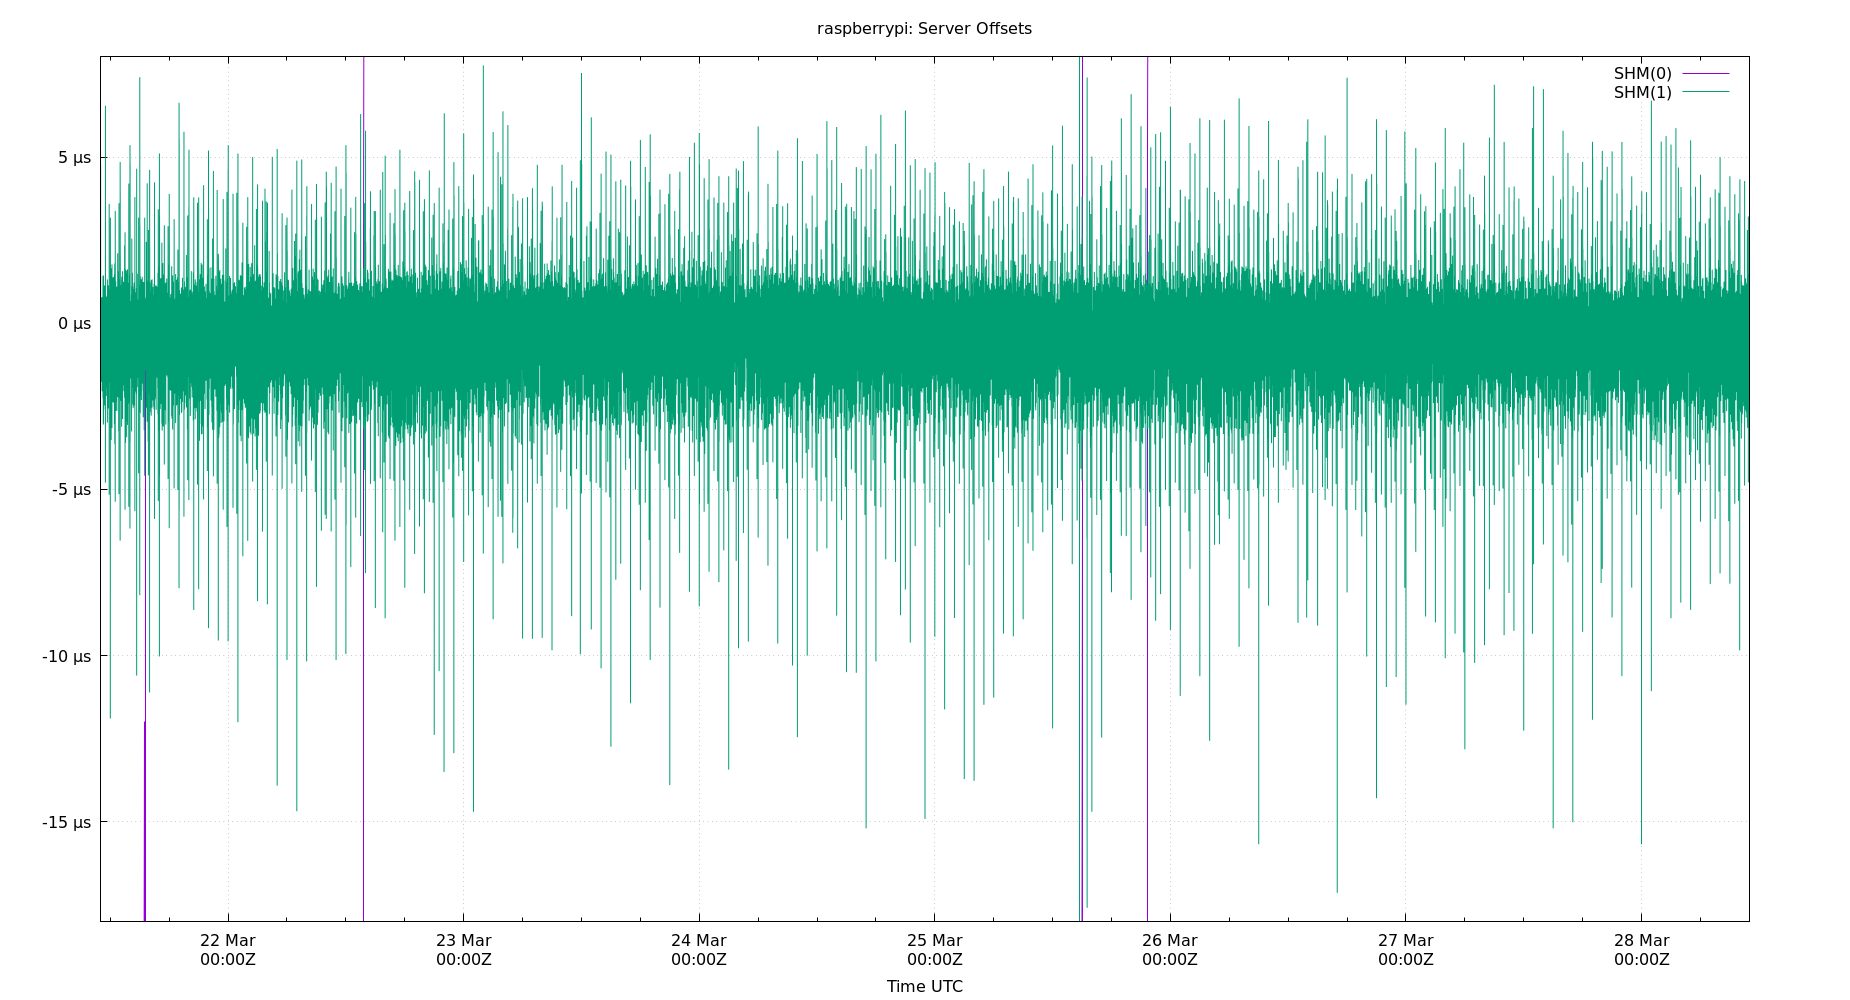 raspberrypi: Server Offsets
SHM(0)
SHM(1)
5 µs
0 µs
-5 µs
-10 µs
-15 µs
22 Mar 23 Mar 24 Mar 25 Mar 26 Mar 27 Mar 28 Mar
00:00Z 00:00Z 00:00Z 00:00Z 00:00Z 00:00Z 00:00Z
Time UTC